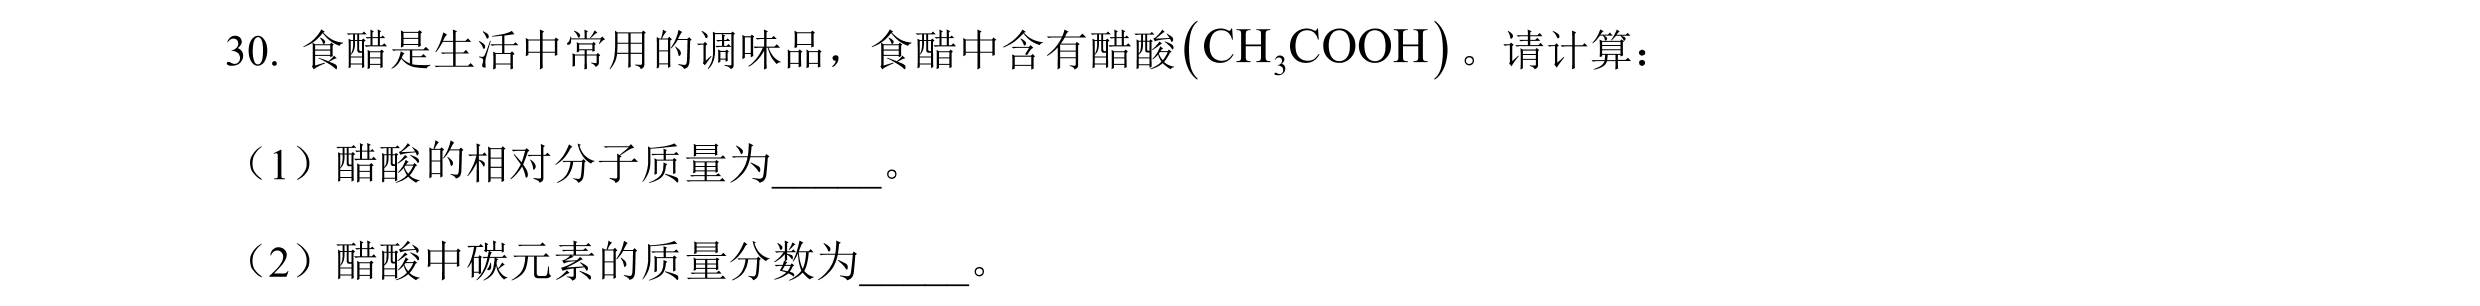 30. 食醋是生活中常用的调味品，食醋中含有醋酸(CH₃COOH)。请计算：
（1）醋酸的相对分子质量为_____。
（2）醋酸中碳元素的质量分数为_____。